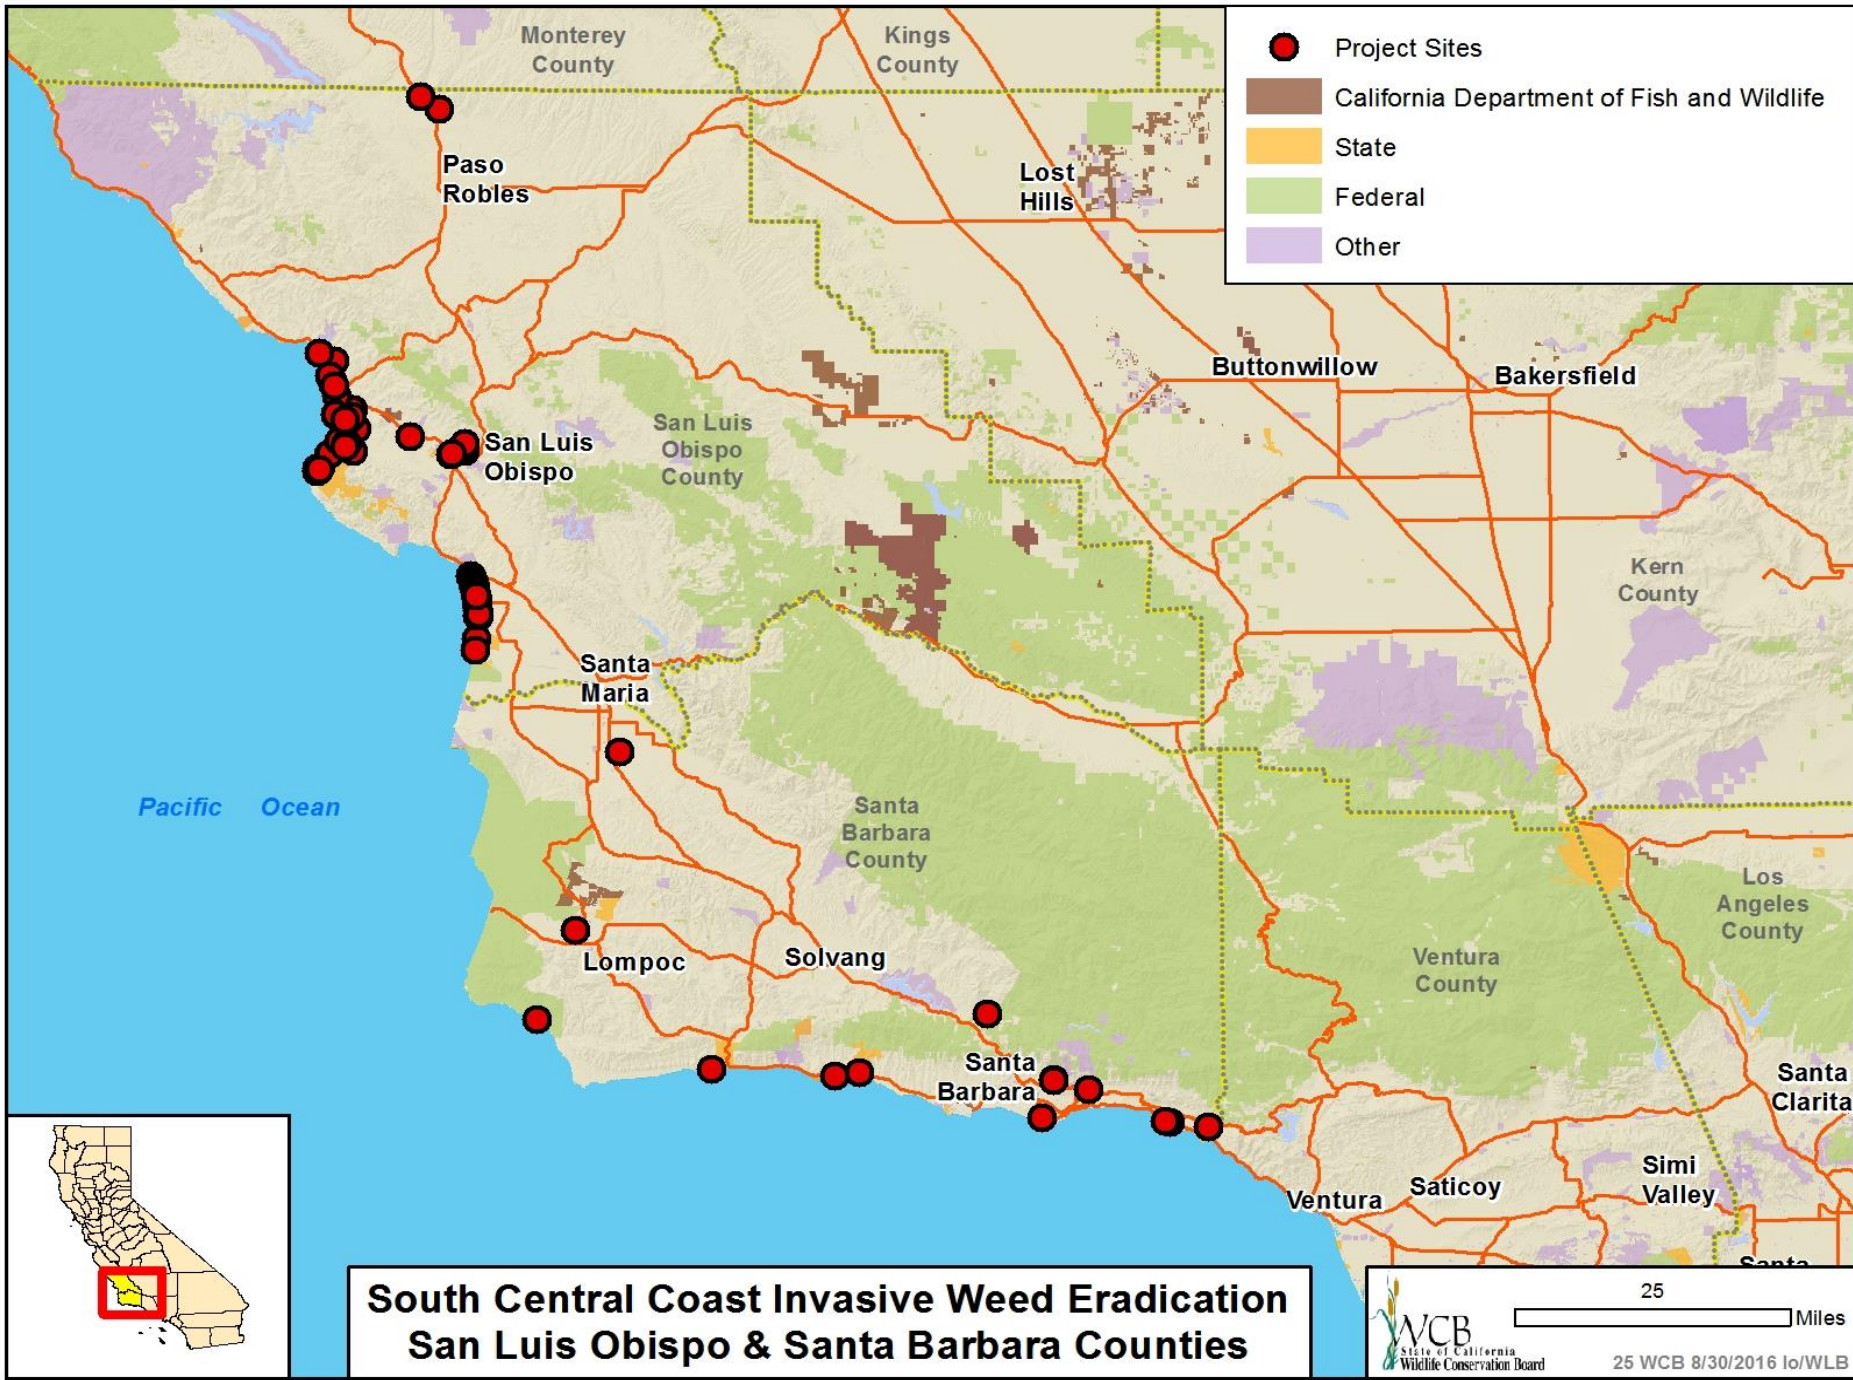 Monterey
County
Kings
County
Project Sites
California Department of Fish and Wildlife
State
Federal
Other
Paso
Robles
Lost
Hills
Buttonwillow
Bakersfield
San Luis
Obispo
San Luis
Obispo
County
Kern
County
Santa
Maria
Pacific Ocean
Santa
Barbara
County
Los
Angeles
County
Lompoc
Solvang
Ventura
County
Santa
Barbara
Santa
Clarita
Simi
Valley
Saticoy
Ventura
Santa
South Central Coast Invasive Weed Eradication
San Luis Obispo & Santa Barbara Counties
25
Miles
WCB
State of California
Wildlife Conservation Board
25 WCB 8/30/2016 lo/WLB